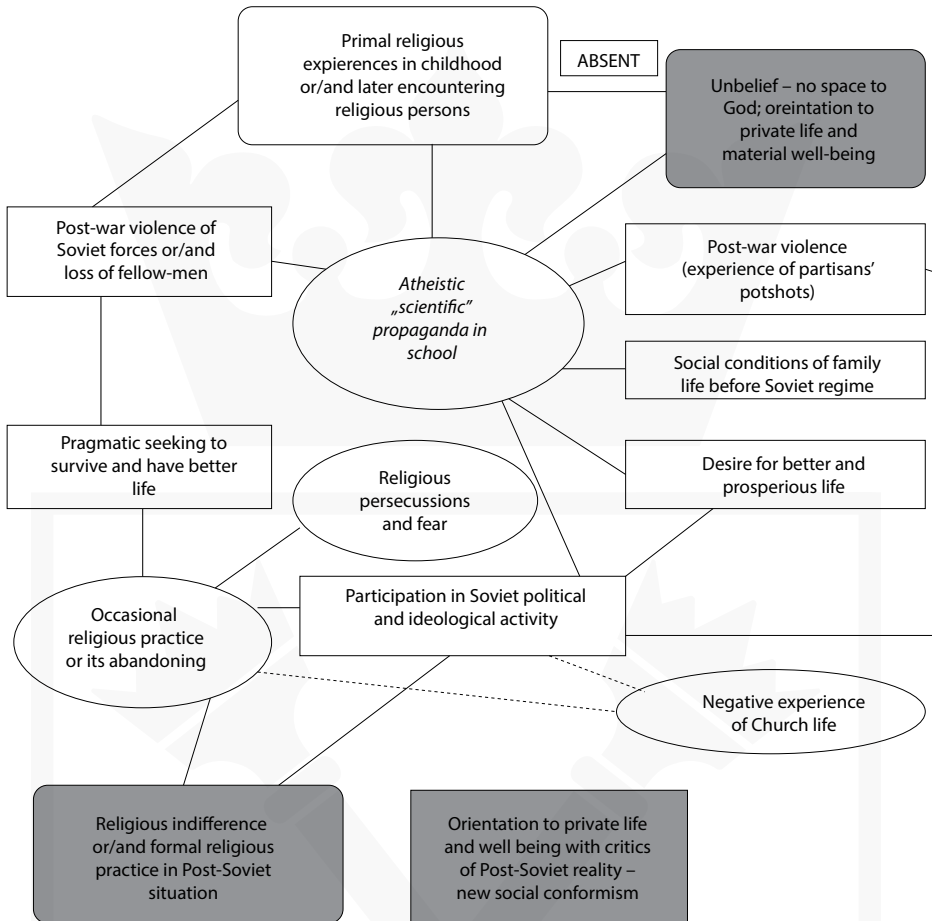 Primal religious
expierences in childhood
or/and later encountering
religious persons
ABSENT
Unbelief – no space to
God; oreintation to
private life and
material well-being
Post-war violence of
Soviet forces or/and
loss of fellow-men
Atheistic
„scientific”
propaganda in
school
Post-war violence
(experience of partisans’
potshots)
Social conditions of family
life before Soviet regime
Pragmatic seeking to
survive and have better
life
Religious
persecussions
and fear
Desire for better and
prosperious life
Occasional
religious practice
or its abandoning
Participation in Soviet political
and ideological activity
Negative experience
of Church life
Religious indifference
or/and formal religious
practice in Post-Soviet
situation
Orientation to private life
and well being with critics
of Post-Soviet reality –
new social conformism